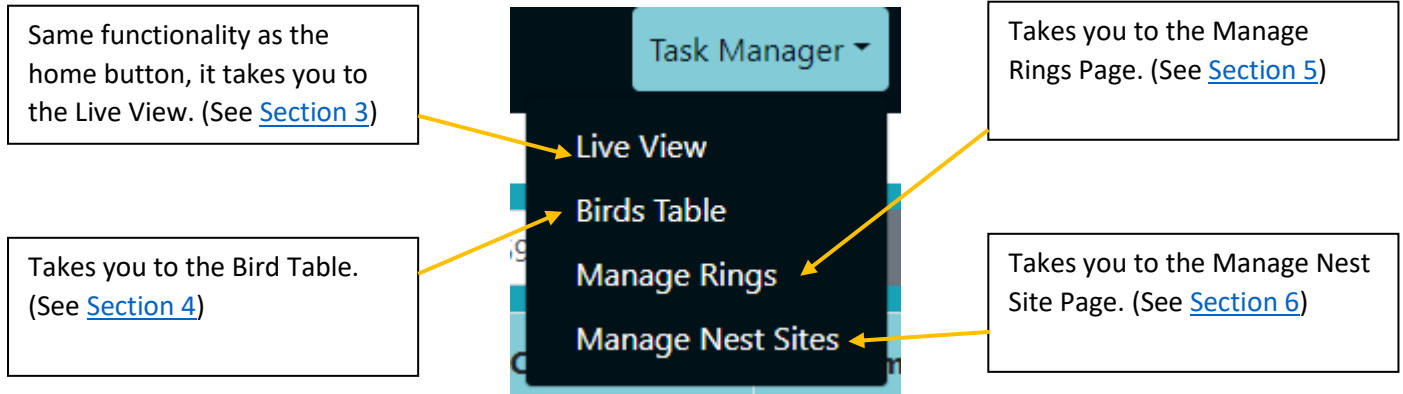 Same functionality as the
home button, it takes you to
the Live View. (See Section 3)
Takes you to the Bird Table.
(See Section 4)
Task Manager
Live View
Birds Table
Manage Rings
Manage Nest Sites
Takes you to the Manage
Rings Page. (See Section 5)
Takes you to the Manage Nest
Site Page. (See Section 6)